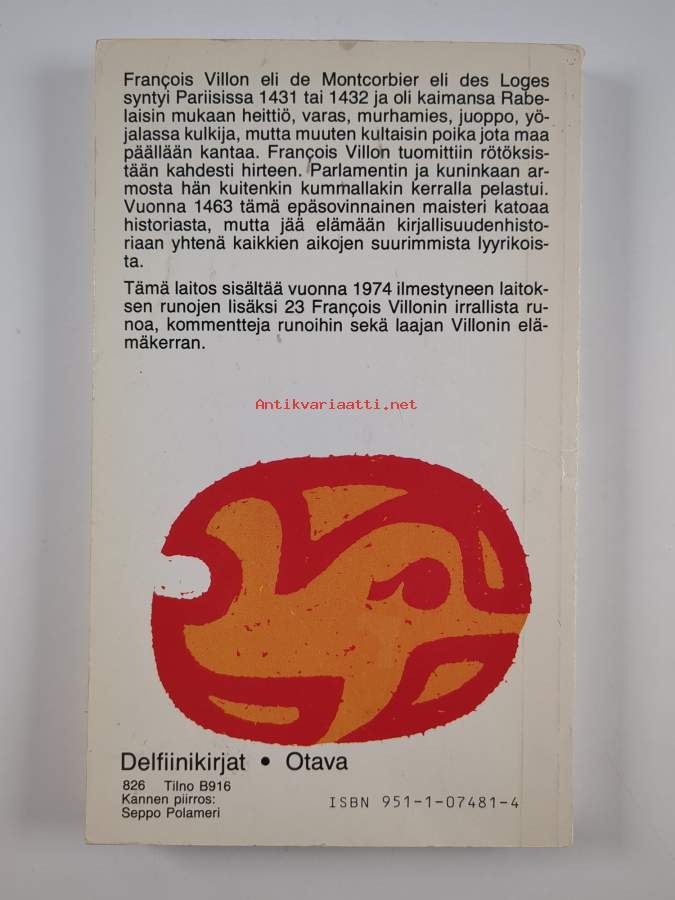 François Villon eli de Montcorbier eli des Loges
syntyi Pariisissa 1431 tai 1432 ja oli kaimansa Rabe-
laisin mukaan heittiö, varas, murhamies, juoppo, yö-
jalassa kulkija, mutta muuten kultaisin poika jota maa
päällään kantaa. François Villon tuomittiin rötöksis-
tään kahdesti hirteen. Parlamentin ja kuninkaan ar-
mosta hän kuitenkin kummallakin kerralla pelastui.
Vuonna 1463 tämä epäsovinnainen maisteri katoaa
historiasta, mutta jää elämään kirjallisuudenhisto-
riaan yhtenä kaikkien aikojen suurimmista lyyrikois-
ta.
Tämä laitos sisältää vuonna 1974 ilmestyneen laitok-
sen runojen lisäksi 23 François Villonin irrallista ru-
noa, kommentteja runoihin sekä laajan Villonin elä-
mäkerran.
Antikvariaatti.net
Delfiinikirjat • Otava
826 Tilno B916
Kannen piirros:
Seppo Polameri
ISBN 951-1-07481-4